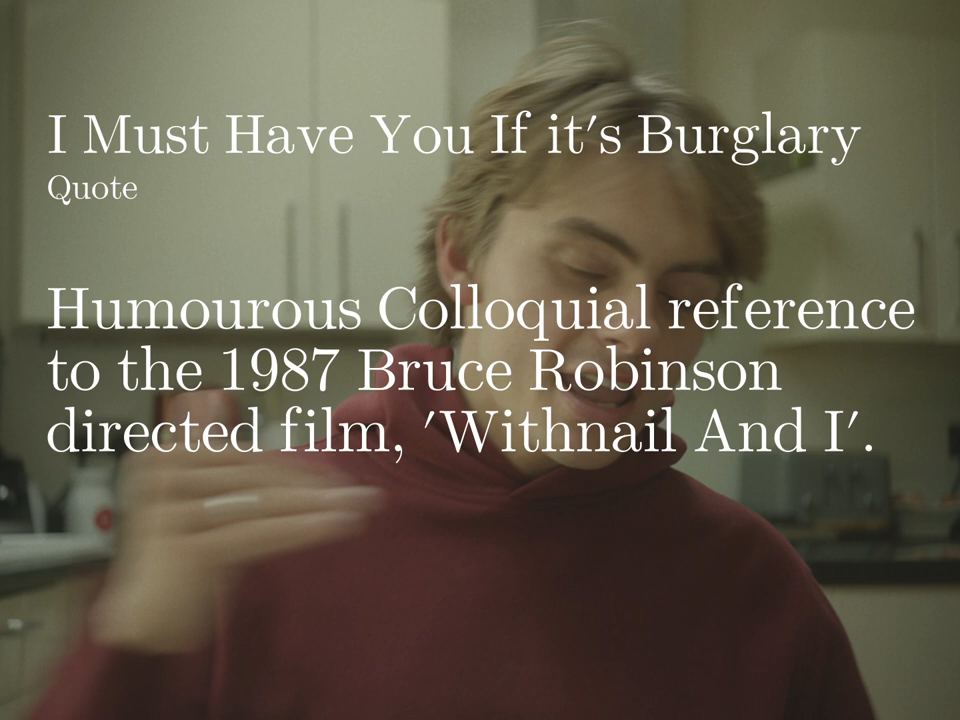 I Must Have You If it's Burglary
Quote
Humourous Colloquial reference
to the 1987 Bruce Robinson
directed film, 'Withnail And I'.